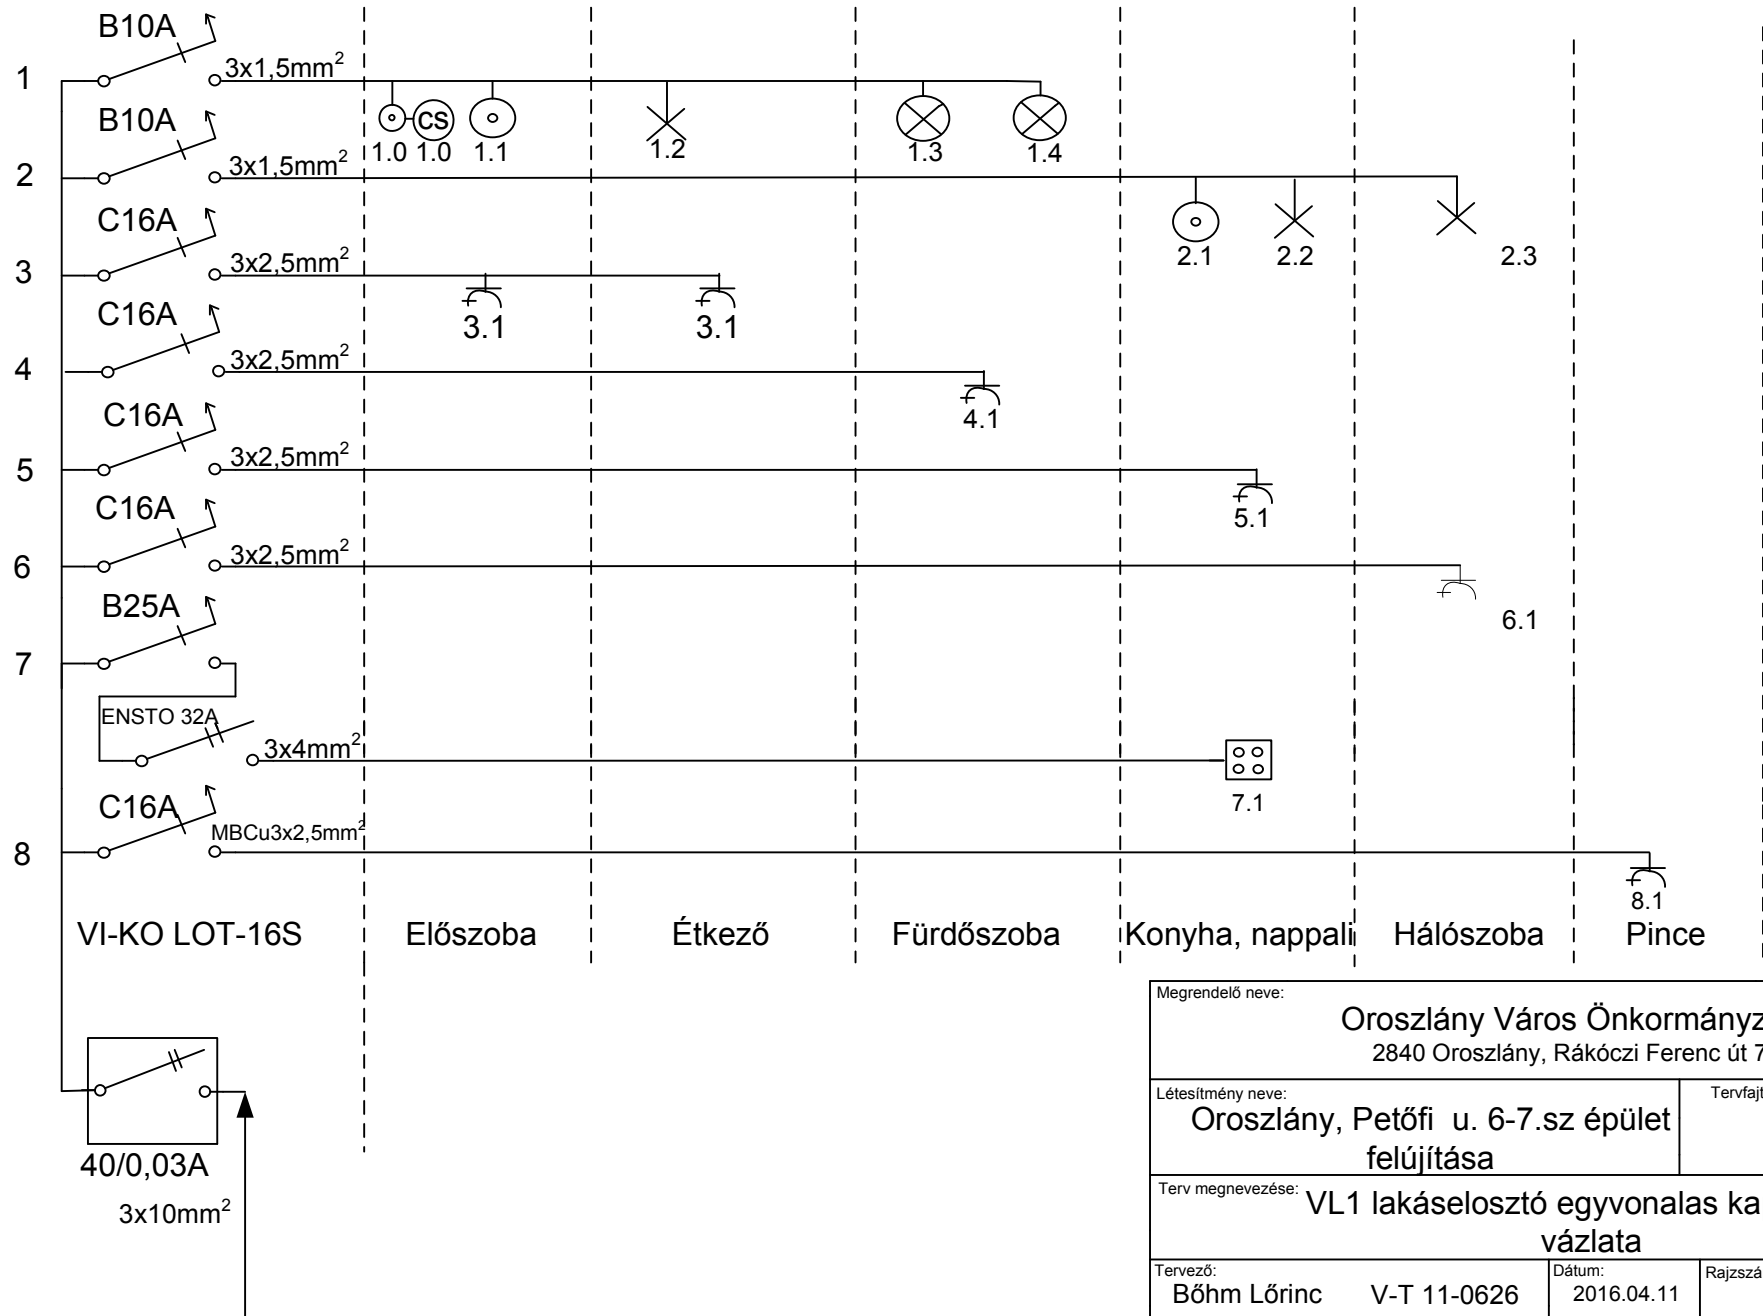 B10A
1
3x1,5mm²
CS
1.0 1.0 1.1 1.2 1.3 1.4
B10A
2
3x1,5mm²
2.1 2.2 2.3
C16A
3
3x2,5mm²
3.1 3.1
C16A
4
3x2,5mm²
4.1
C16A
5
3x2,5mm²
5.1
C16A
6
3x2,5mm²
6.1
B25A
7
ENSTO 32A
3x4mm²
7.1
C16A
8
MBCu3x2,5mm²
8.1
VI-KO LOT-16S Előszoba Étkező Fürdőszoba Konyha, nappali Hálószoba Pince
40/0,03A
3x10mm²
Megrendelő neve:
Oroszlány Város Önkormányz
2840 Oroszlány, Rákóczi Ferenc út 7
Létesítmény neve:
Oroszlány, Petőfi u. 6-7.sz épület
felújítása
Tervfajt
Terv megnevezése:
VL1 lakáselosztó egyvonalas ka
vázlata
Tervező:
Bőhm Lőrinc V-T 11-0626
Dátum:
2016.04.11
Rajzszá